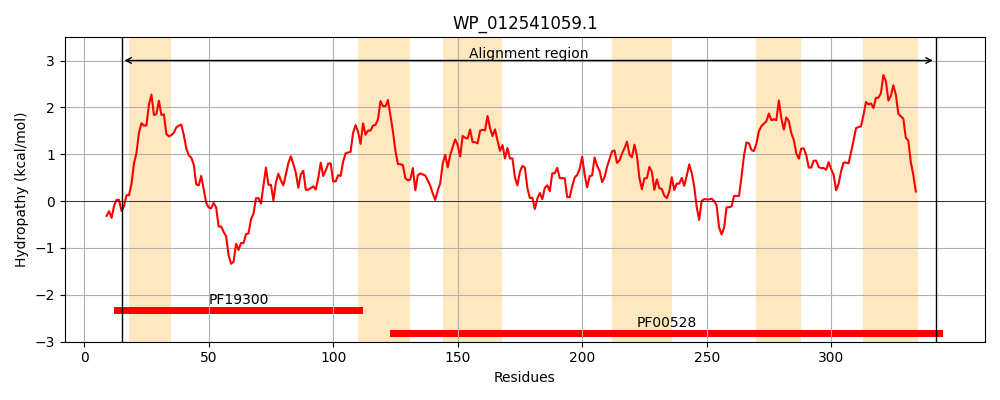 WP_012541059.1
Alignment region
3
2
1
0
−1
−2
−3
Hydropathy (kcal/mol)
PF19300
PF00528
0
50
100
150
200
250
300
Residues